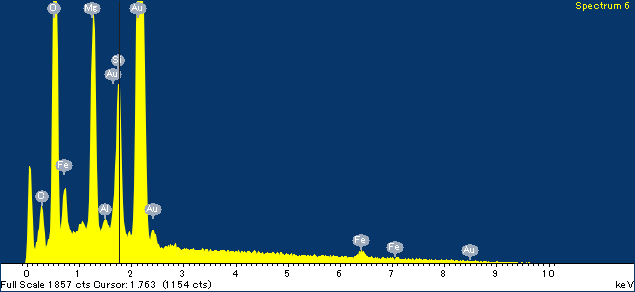 Spectrum 6
O Mg Au
Si
Au
Fe
O Al Au
Fe Fe Au
0 1 2 3 4 5 6 7 8 9 10
Full Scale 1857 cts Cursor: 1.763 (1154 cts) keV